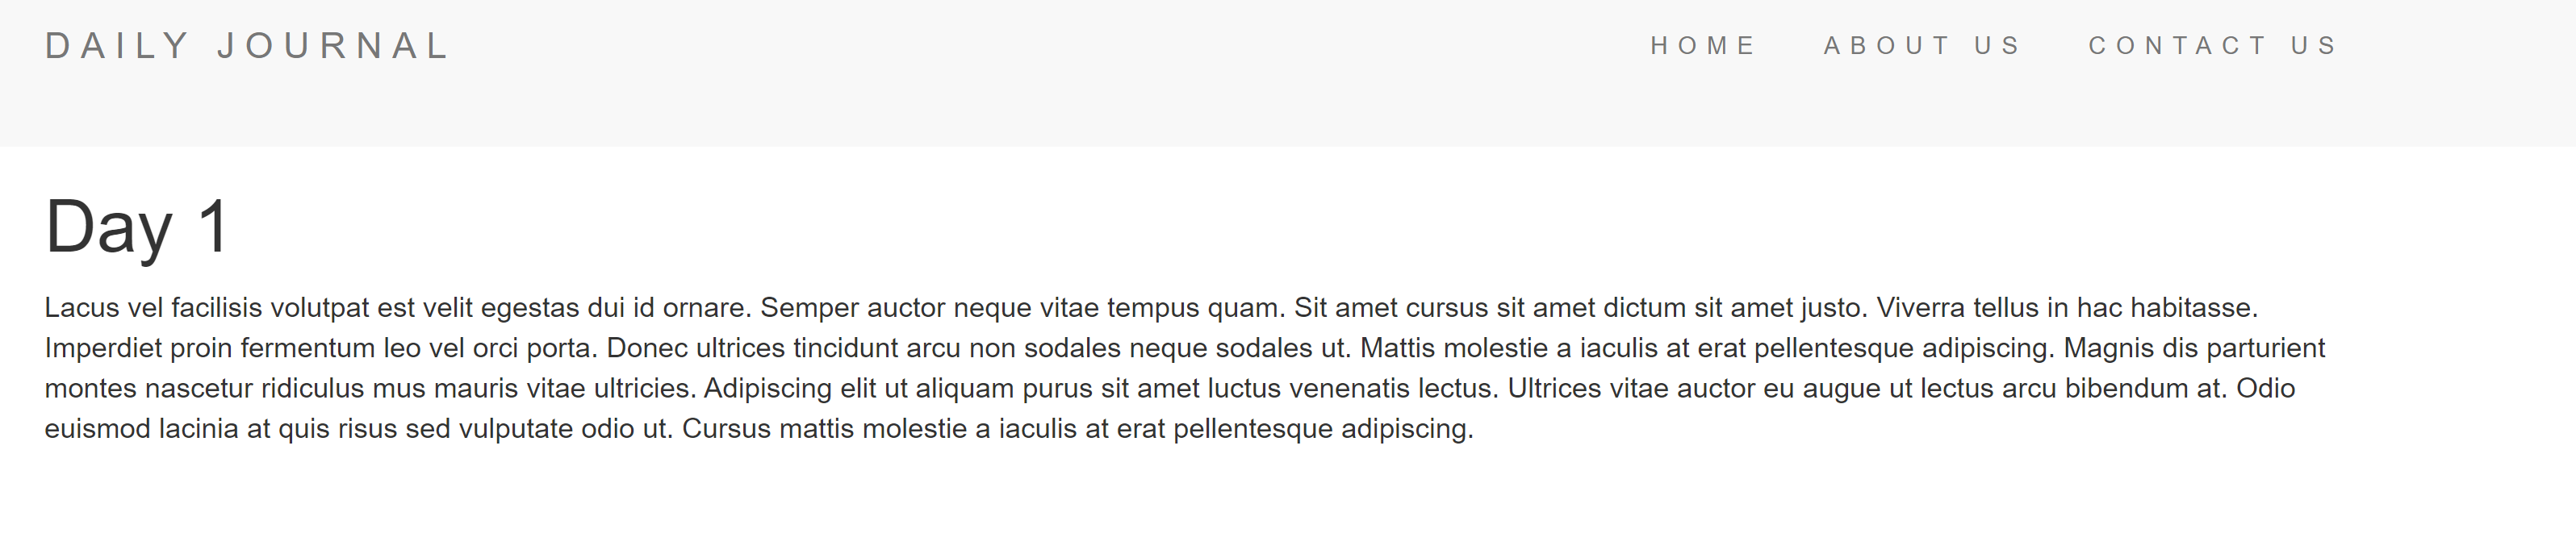 DAILY JOURNAL
HOME ABOUT US CONTACT US
Day 1
Lacus vel facilisis volutpat est velit egestas dui id ornare. Semper auctor neque vitae tempus quam. Sit amet cursus sit amet dictum sit amet justo. Viverra tellus in hac habitasse.
Imperdiet proin fermentum leo vel orci porta. Donec ultrices tincidunt arcu non sodales neque sodales ut. Mattis molestie a iaculis at erat pellentesque adipiscing. Magnis dis parturient
montes nascetur ridiculus mus mauris vitae ultricies. Adipiscing elit ut aliquam purus sit amet luctus venenatis lectus. Ultrices vitae auctor eu augue ut lectus arcu bibendum at. Odio
euismod lacinia at quis risus sed vulputate odio ut. Cursus mattis molestie a iaculis at erat pellentesque adipiscing.